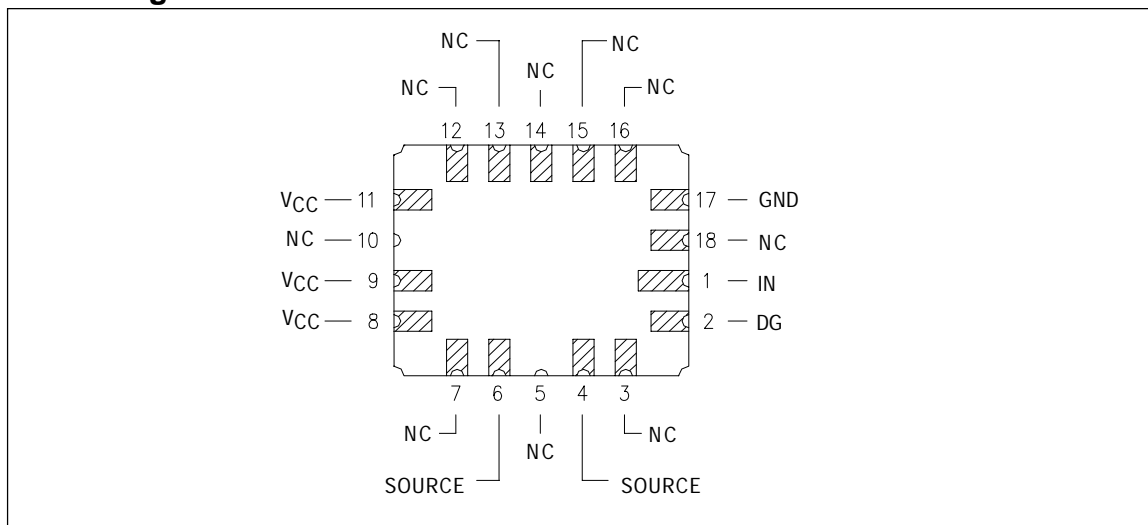 NC NC
NC
NC NC
12 13 14 15 16
VCC 11 17 GND
NC 10 18 NC
VCC 9 1 IN
VCC 8 2 DG
7 6 5 4 3
NC NC
NC
SOURCE SOURCE